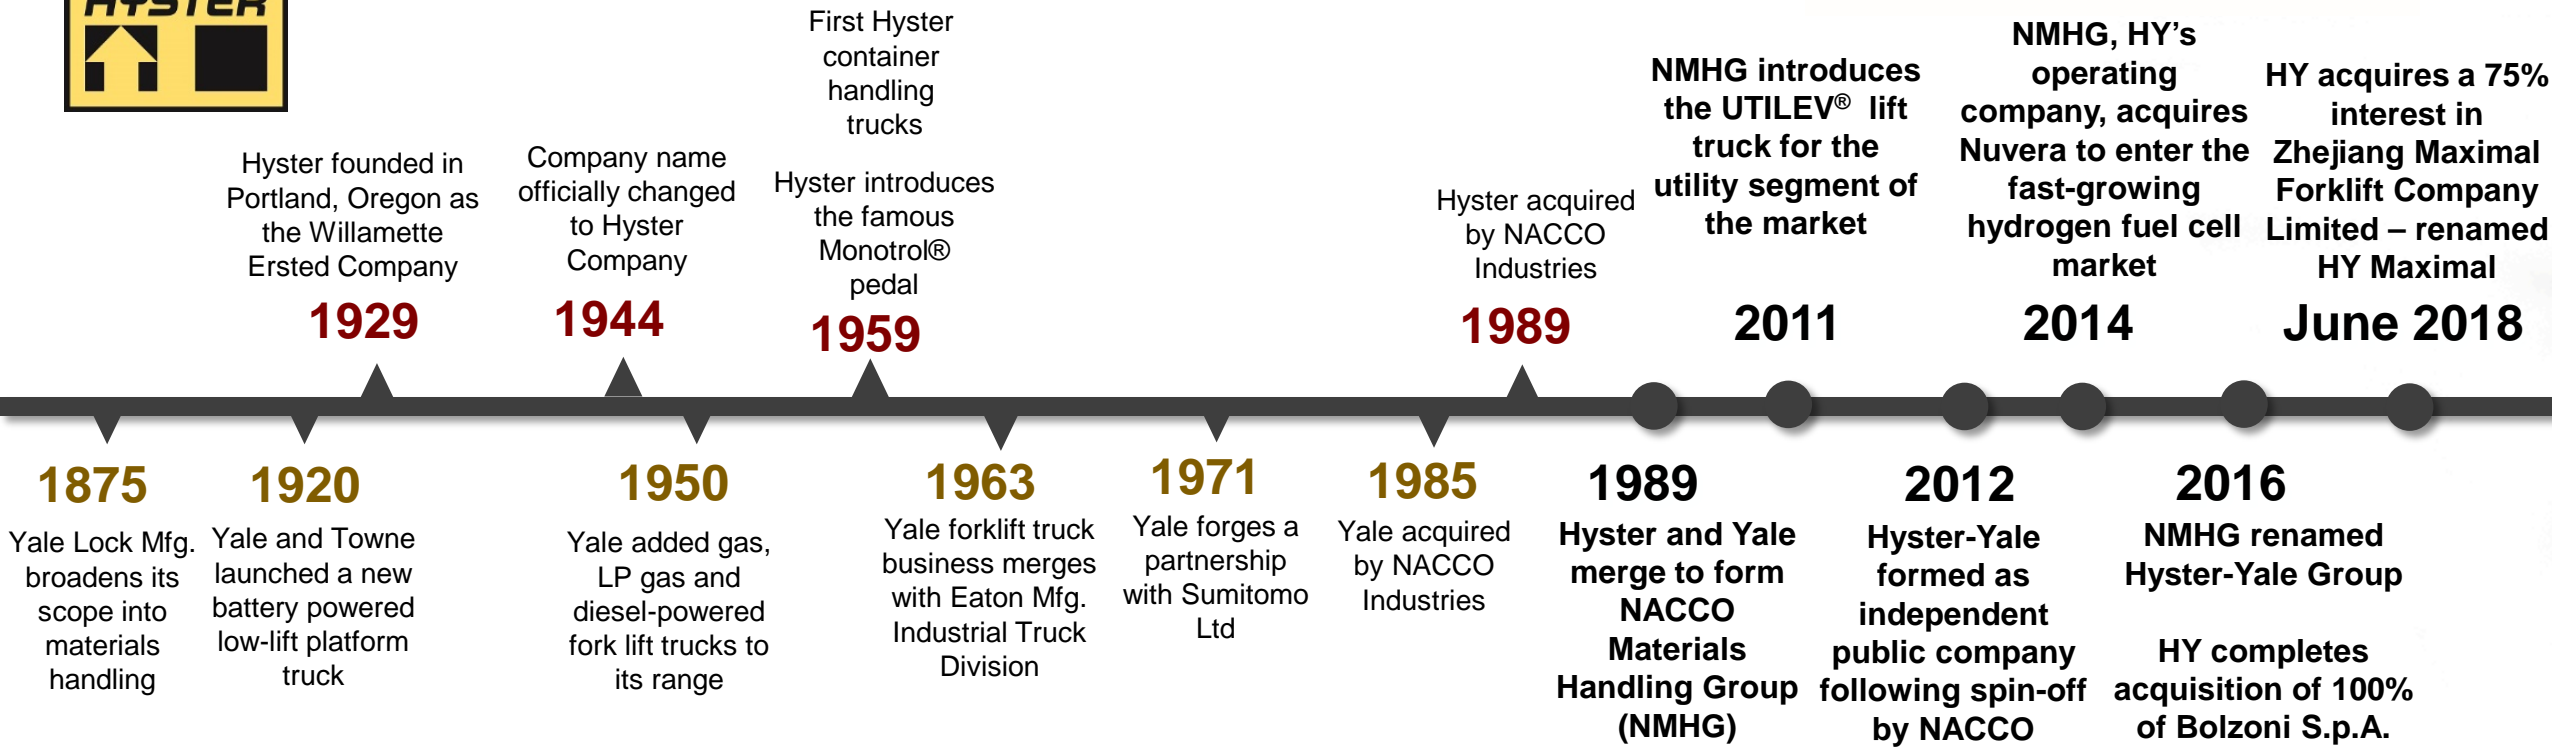 HYSTER
Hyster founded in
Portland, Oregon as
the Willamette
Ersted Company
1929
Company name
officially changed
to Hyster
Company
1944
First Hyster
container
handling
trucks
Hyster introduces
the famous
Monotrol®
pedal
1959
Hyster acquired
by NACCO
Industries
1989
NMHG introduces
the UTILEV® lift
truck for the
utility segment of
the market
2011
NMHG, HY’s
operating
company, acquires
Nuvera to enter the
fast-growing
hydrogen fuel cell
market
2014
HY acquires a 75%
interest in
Zhejiang Maximal
Forklift Company
Limited – renamed
HY Maximal
June 2018
1875
Yale Lock Mfg.
broadens its
scope into
materials
handling
1920
Yale and Towne
launched a new
battery powered
low-lift platform
truck
1950
Yale added gas,
LP gas and
diesel-powered
fork lift trucks to
its range
1963
Yale forklift truck
business merges
with Eaton Mfg.
Industrial Truck
Division
1971
Yale forges a
partnership
with Sumitomo
Ltd
1985
Yale acquired
by NACCO
Industries
1989
Hyster and Yale
merge to form
NACCO
Materials
Handling Group
(NMHG)
2012
Hyster-Yale
formed as
independent
public company
following spin-off
by NACCO
2016
NMHG renamed
Hyster-Yale Group
HY completes
acquisition of 100%
of Bolzoni S.p.A.